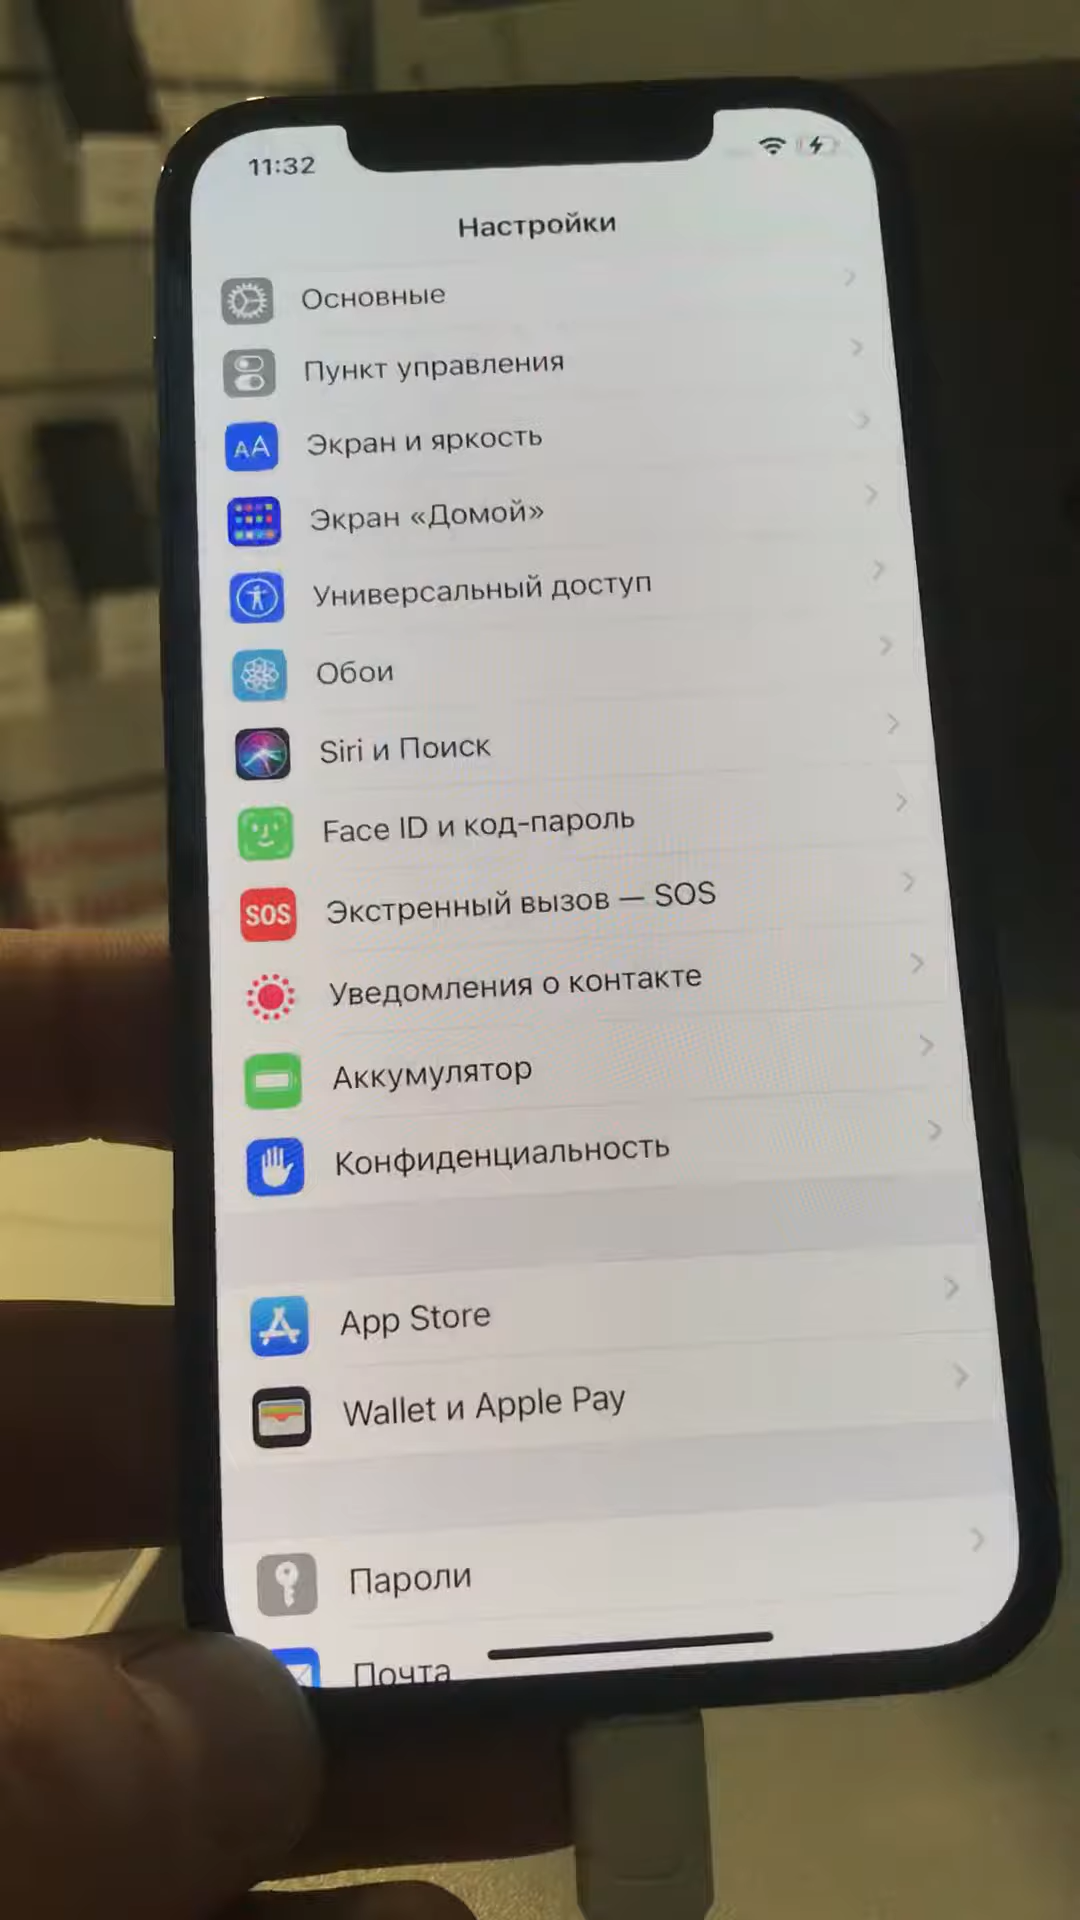 11:32
Настройки
Основные
Пункт управления
AA
Экран и яркость
Экран «Домой»
Универсальный доступ
Обои
Siri и Поиск
Face ID и код-пароль
SOS
Экстренный вызов — SOS
Уведомления о контакте
Аккумулятор
Конфиденциальность
App Store
Wallet и Apple Pay
Пароли
Почта